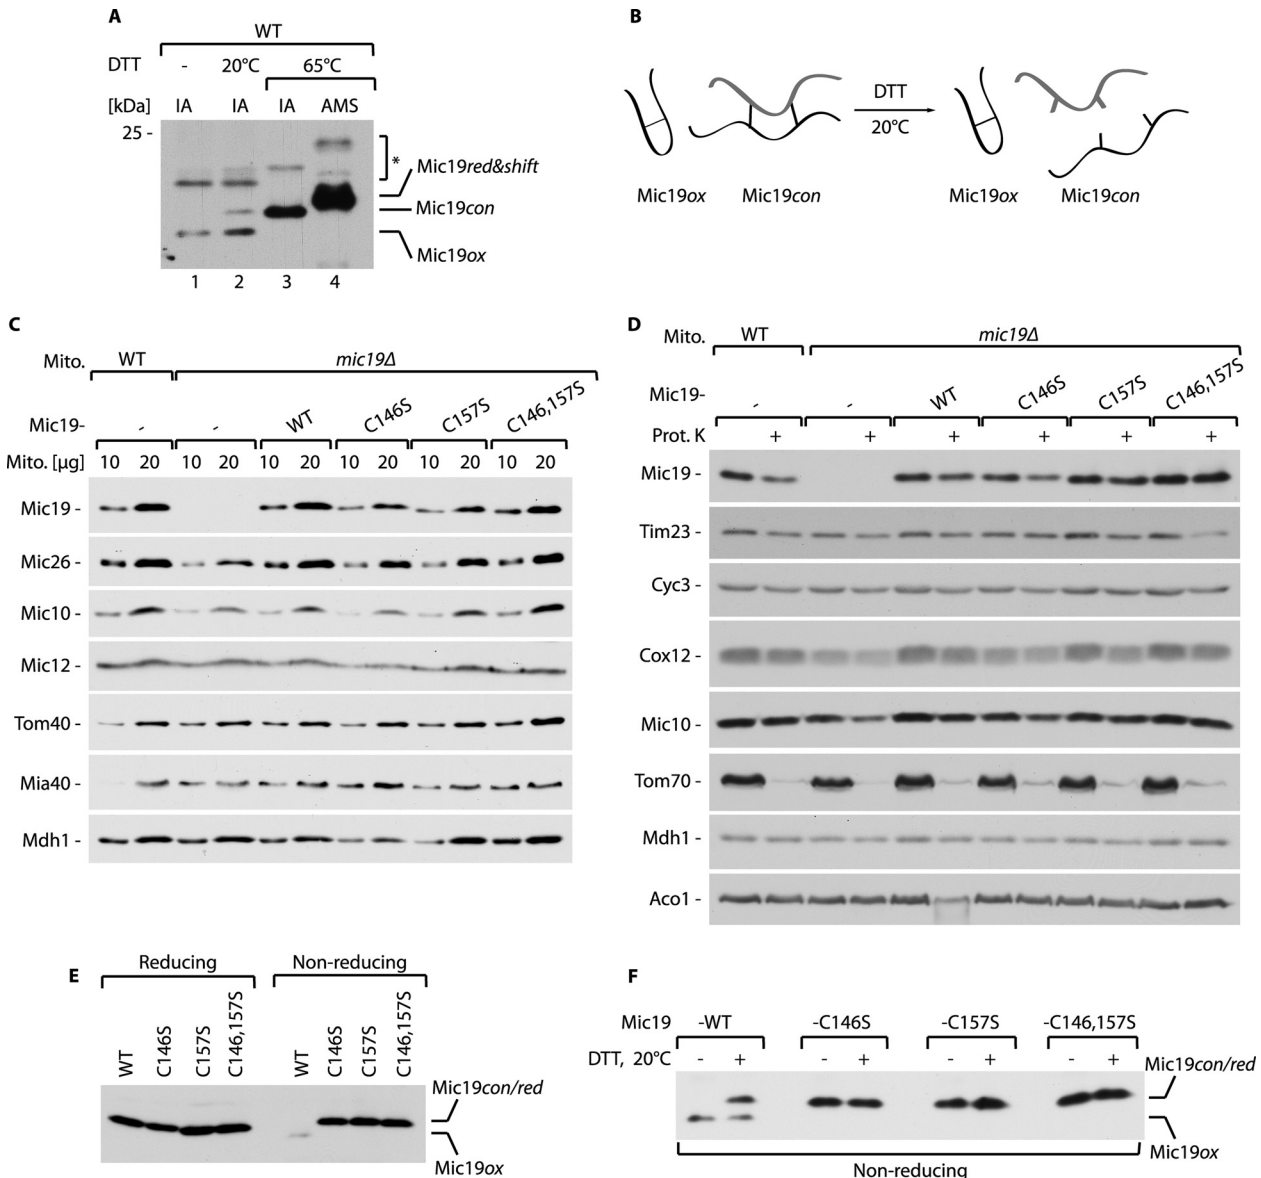 A
WT
DTT - 20°C 65°C
[kDa] IA IA IA AMS
25 -
*
Mic19red&shift
Mic19con
Mic19ox
1 2 3 4
B
DTT
20°C
Mic19ox Mic19con Mic19ox Mic19con
C
Mito. WT mic19Δ
Mic19- - - WT C146S C157S C146,157S
Mito. [µg] 10 20 10 20 10 20 10 20 10 20 10 20
Mic19 -
Mic26 -
Mic10 -
Mic12 -
Tom40 -
Mia40 -
Mdh1 -
D
Mito. WT mic19Δ
Mic19- - - WT C146S C157S C146,157S
Prot. K + + + + + +
Mic19 -
Tim23 -
Cyc3 -
Cox12 -
Mic10 -
Tom70 -
Mdh1 -
Aco1 -
E
Reducing Non-reducing
WT C146S C157S C146,157S WT C146S C157S C146,157S
Mic19con/red
Mic19ox
F
Mic19 -WT -C146S -C157S -C146,157S
DTT, 20°C - + - + - + - +
Mic19con/red
Mic19ox
Non-reducing